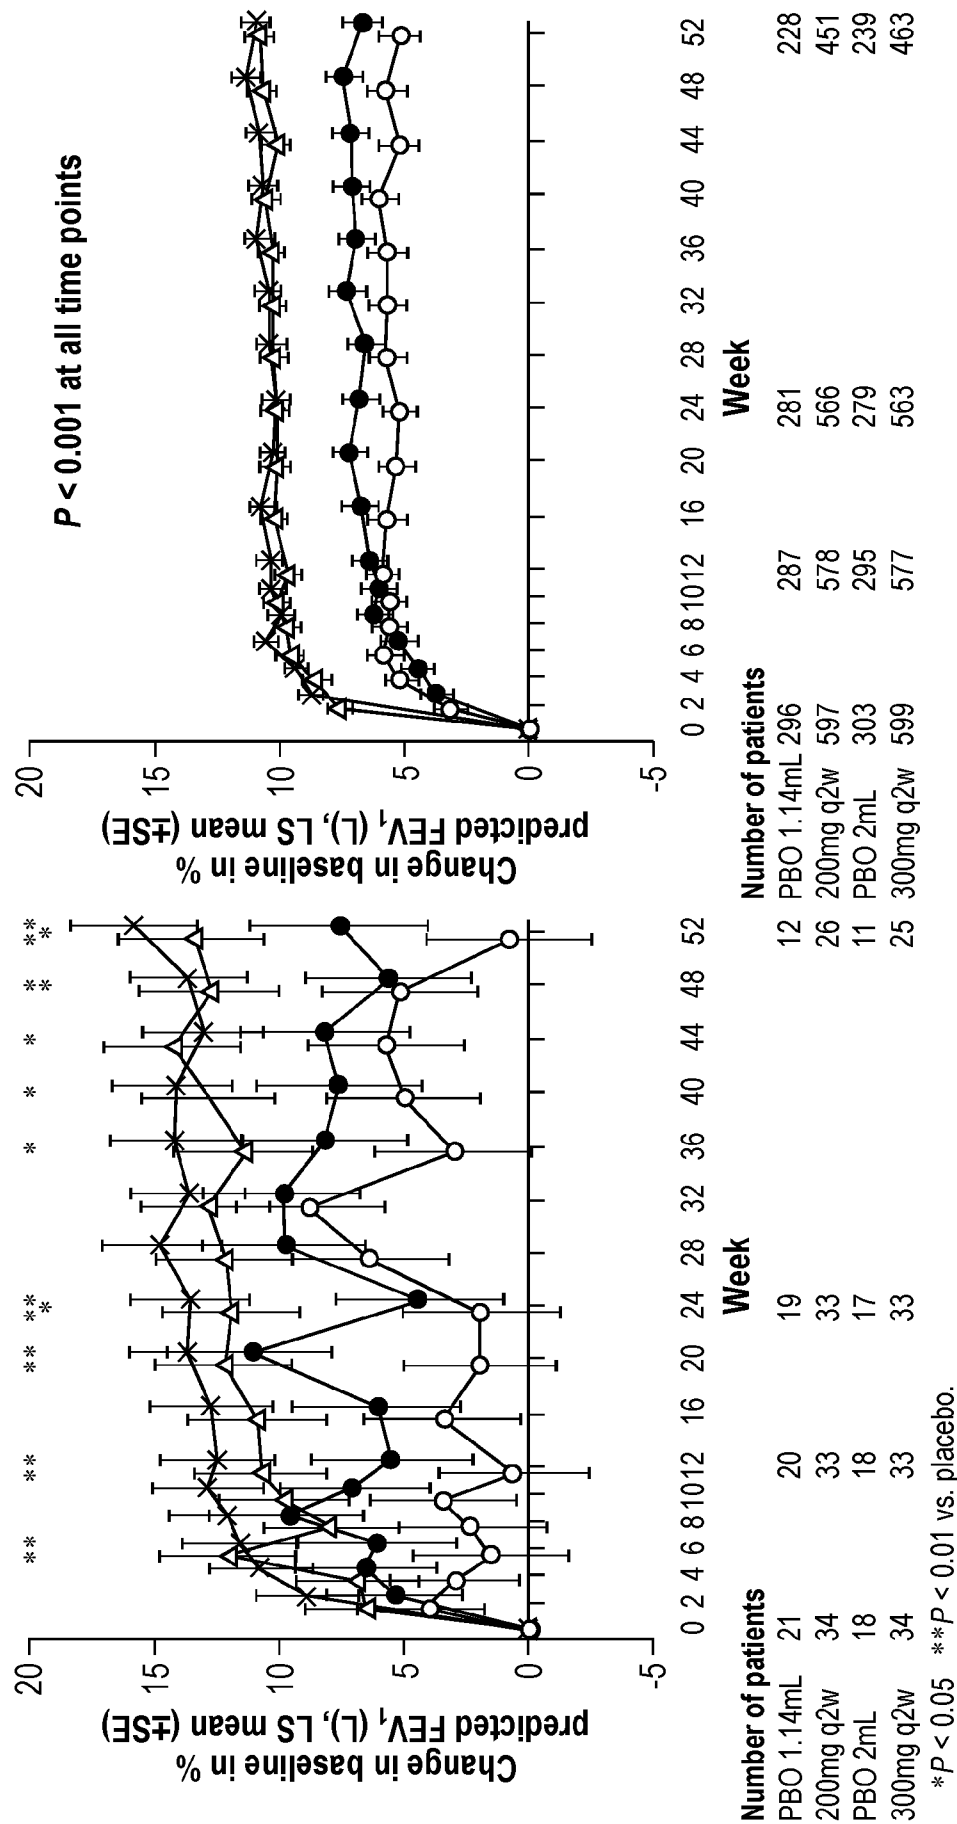 Change in baseline in %
predicted FEV1 (L), LS mean (±SE)
20
15
10
5
0
-5
** ** ** ** * * * ** **
* *
0 2 4 6 8 10 12 16 20 24 28 32 36 40 44 48 52
Week
Number of patients
PBO 1.14mL 21 20 19 12
200mg q2w 34 33 33 26
PBO 2mL 18 18 17 11
300mg q2w 34 33 33 25
*P < 0.05 **P < 0.01 vs. placebo.
Change in baseline in %
predicted FEV1 (L), LS mean (±SE)
20
15
10
5
0
-5
P < 0.001 at all time points
0 2 4 6 8 10 12 16 20 24 28 32 36 40 44 48 52
Week
Number of patients
PBO 1.14mL 296 287 281 228
200mg q2w 597 578 566 451
PBO 2mL 303 295 279 239
300mg q2w 599 577 563 463